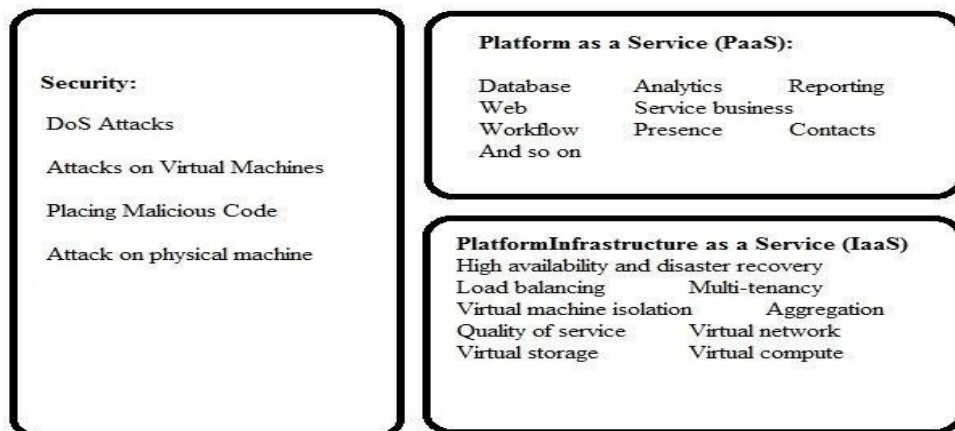 Security:
DoS Attacks
Attacks on Virtual Machines
Placing Malicious Code
Attack on physical machine
Platform as a Service (PaaS):
Database Analytics Reporting
Web Service business
Workflow Presence Contacts
And so on
PlatformInfrastructure as a Service (IaaS)
High availability and disaster recovery
Load balancing Multi-tenancy
Virtual machine isolation Aggregation
Quality of service Virtual network
Virtual storage Virtual compute